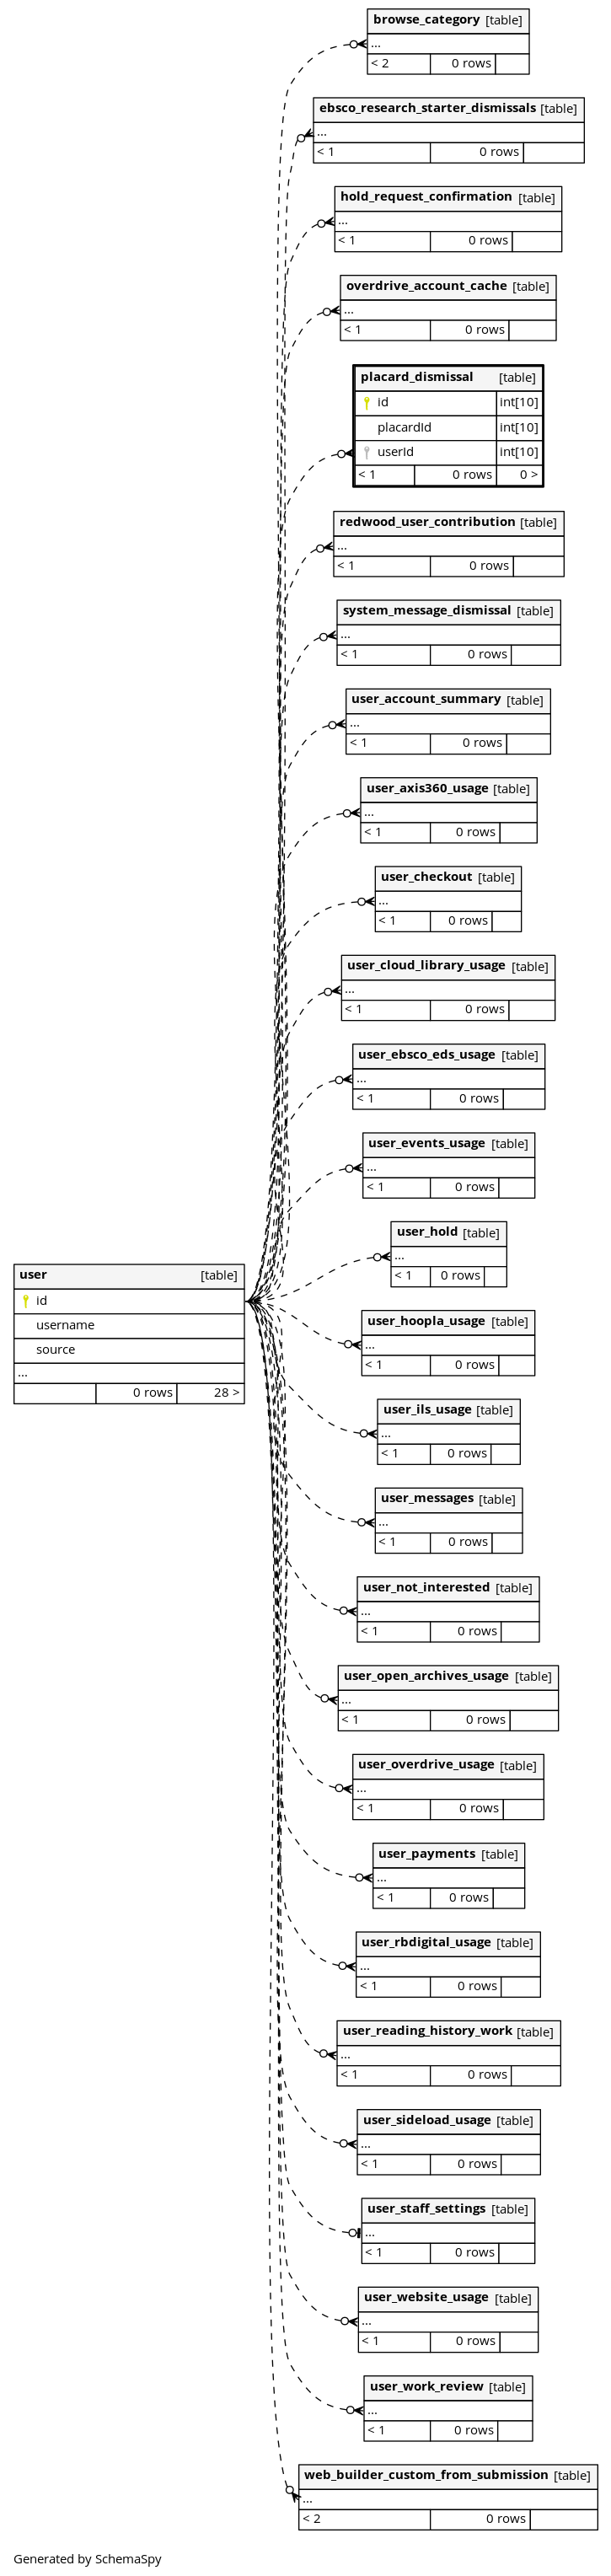 browse_category [table]
...
< 2 0 rows
ebsco_research_starter_dismissals [table]
...
< 1 0 rows
hold_request_confirmation [table]
...
< 1 0 rows
overdrive_account_cache [table]
...
< 1 0 rows
placard_dismissal [table]
id int[10]
placardId int[10]
userId int[10]
< 1 0 rows 0 >
redwood_user_contribution [table]
...
< 1 0 rows
system_message_dismissal [table]
...
< 1 0 rows
user_account_summary [table]
...
< 1 0 rows
user_axis360_usage [table]
...
< 1 0 rows
user_checkout [table]
...
< 1 0 rows
user_cloud_library_usage [table]
...
< 1 0 rows
user_ebsco_eds_usage [table]
...
< 1 0 rows
user_events_usage [table]
...
< 1 0 rows
user_hold [table]
...
< 1 0 rows
user [table]
id
username
source
...
0 rows 28 >
user_hoopla_usage [table]
...
< 1 0 rows
user_ils_usage [table]
...
< 1 0 rows
user_messages [table]
...
< 1 0 rows
user_not_interested [table]
...
< 1 0 rows
user_open_archives_usage [table]
...
< 1 0 rows
user_overdrive_usage [table]
...
< 1 0 rows
user_payments [table]
...
< 1 0 rows
user_rbdigital_usage [table]
...
< 1 0 rows
user_reading_history_work [table]
...
< 1 0 rows
user_sideload_usage [table]
...
< 1 0 rows
user_staff_settings [table]
...
< 1 0 rows
user_website_usage [table]
...
< 1 0 rows
user_work_review [table]
...
< 1 0 rows
web_builder_custom_from_submission [table]
...
< 2 0 rows
Generated by SchemaSpy